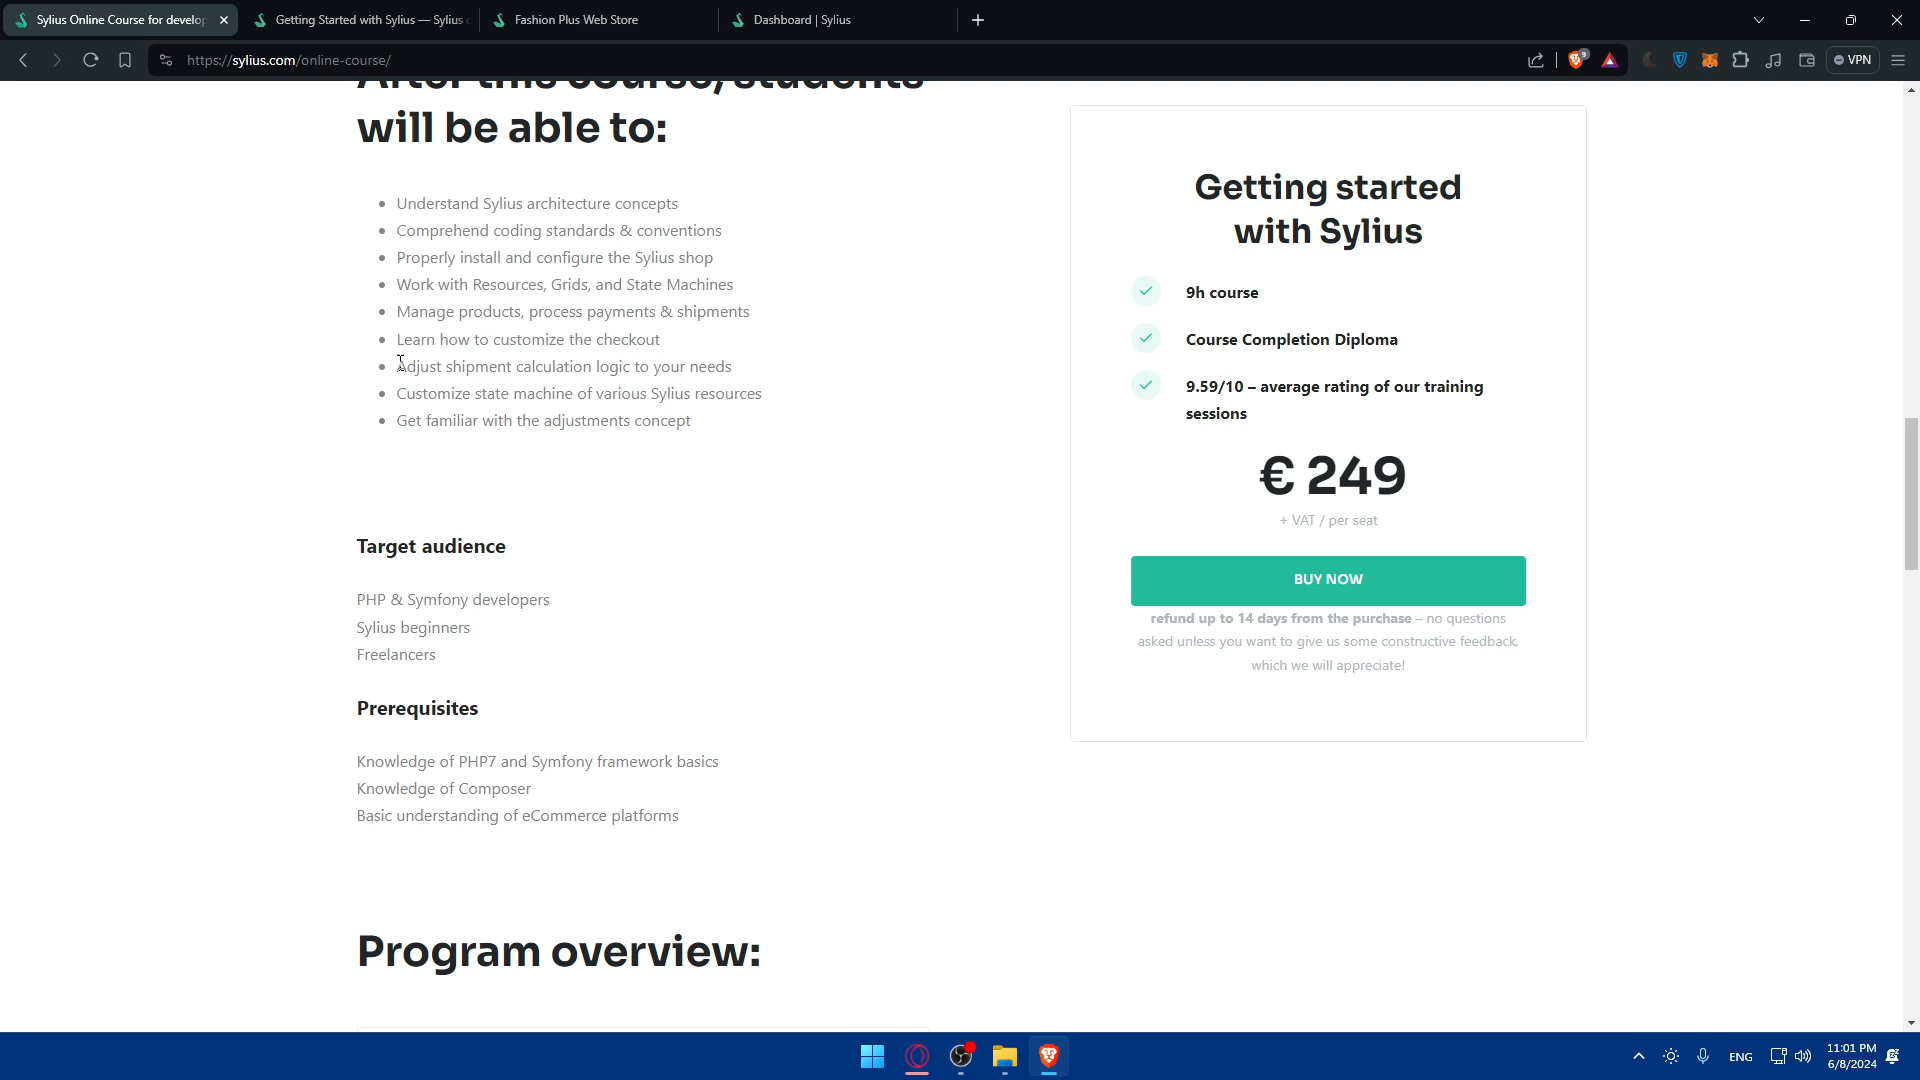 Sylius Online Course for develop
Getting Started with Sylius — Sylius
Fashion Plus Web Store
Dashboard | Sylius
https://sylius.com/online-course/
9
VPN
After this course, students
will be able to:
Understand Sylius architecture concepts
Comprehend coding standards & conventions
Properly install and configure the Sylius shop
Work with Resources, Grids, and State Machines
Manage products, process payments & shipments
Learn how to customize the checkout
Adjust shipment calculation logic to your needs
Customize state machine of various Sylius resources
Get familiar with the adjustments concept
Target audience
PHP & Symfony developers
Sylius beginners
Freelancers
Prerequisites
Knowledge of PHP7 and Symfony framework basics
Knowledge of Composer
Basic understanding of eCommerce platforms
Program overview:
Getting started
with Sylius
9h course
Course Completion Diploma
9.59/10 – average rating of our training
sessions
€ 249
+ VAT / per seat
BUY NOW
refund up to 14 days from the purchase – no questions
asked unless you want to give us some constructive feedback,
which we will appreciate!
ENG
11:01 PM
6/8/2024